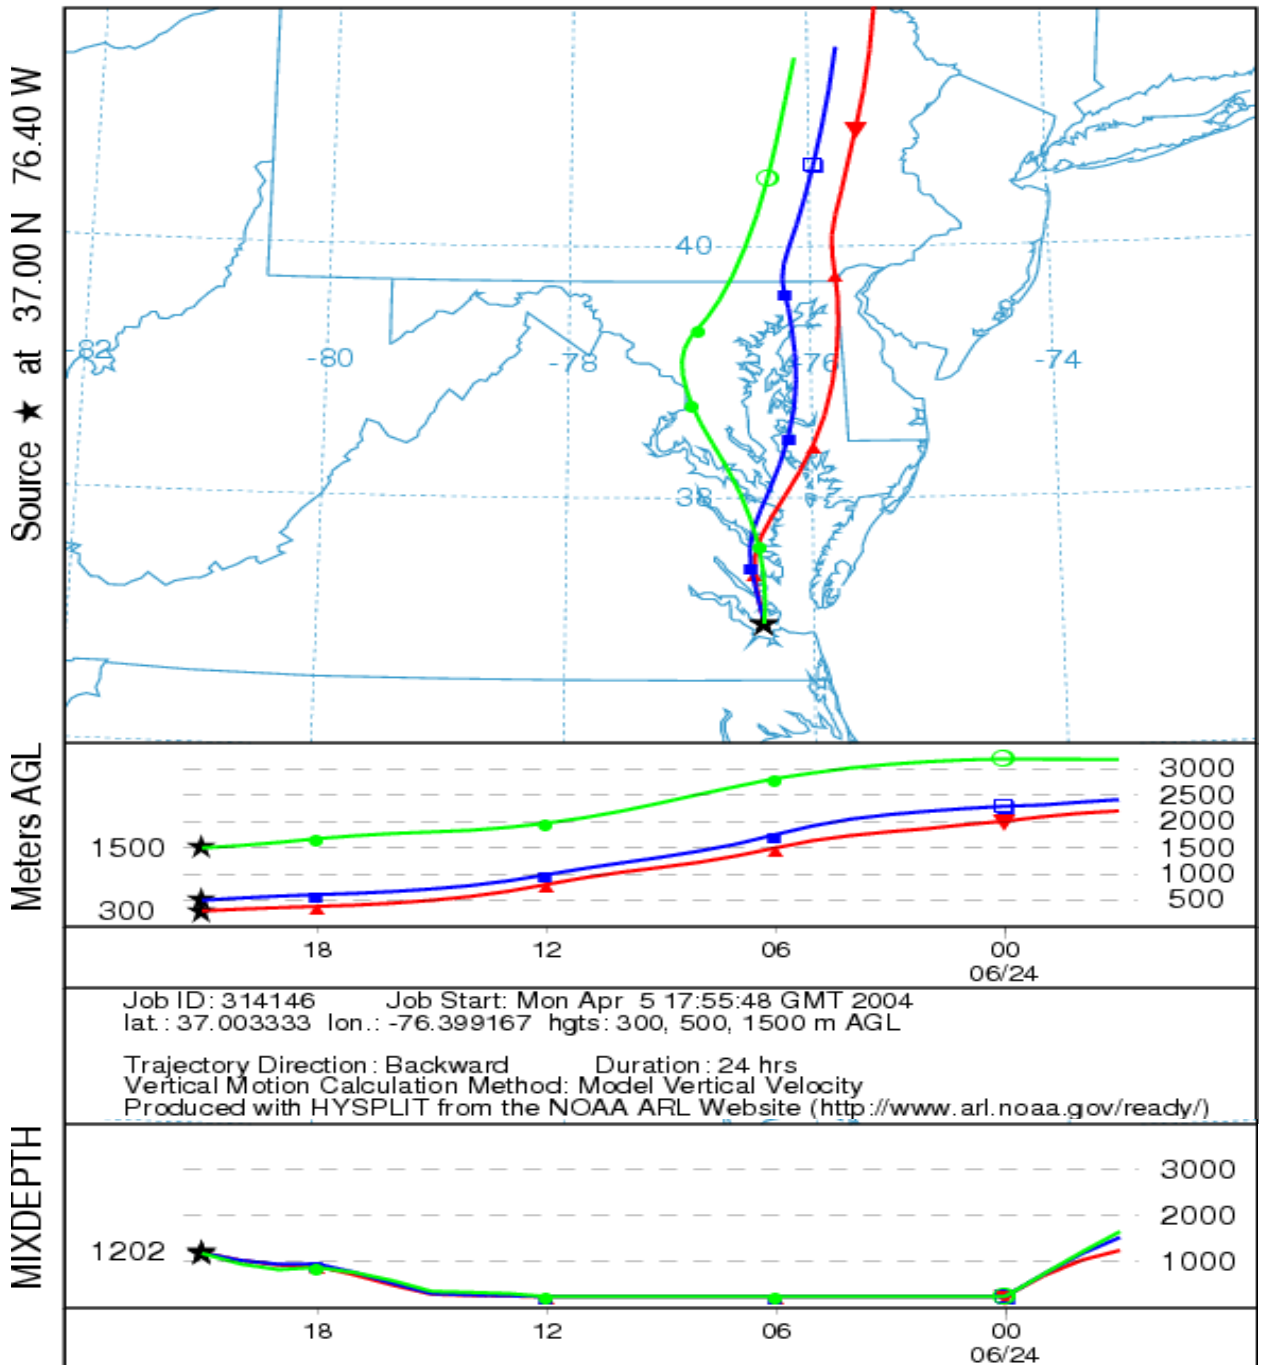 Source ★ at 37.00 N 76.40 W
40
-82
-80
-78
-76
-74
38
Meters AGL
3000
2500
2000
1500 1500
1000
300 500
18 12 06 00
06/24
Job ID: 314146 Job Start: Mon Apr 5 17:55:48 GMT 2004
lat.: 37.003333 lon.: -76.399167 hgts: 300, 500, 1500 m AGL
Trajectory Direction: Backward Duration: 24 hrs
Vertical Motion Calculation Method: Model Vertical Velocity
Produced with HYSPLIT from the NOAA ARL Website (http://www.arl.noaa.gov/ready/)
MIXDEPTH
3000
2000
1202 1000
18 12 06 00
06/24